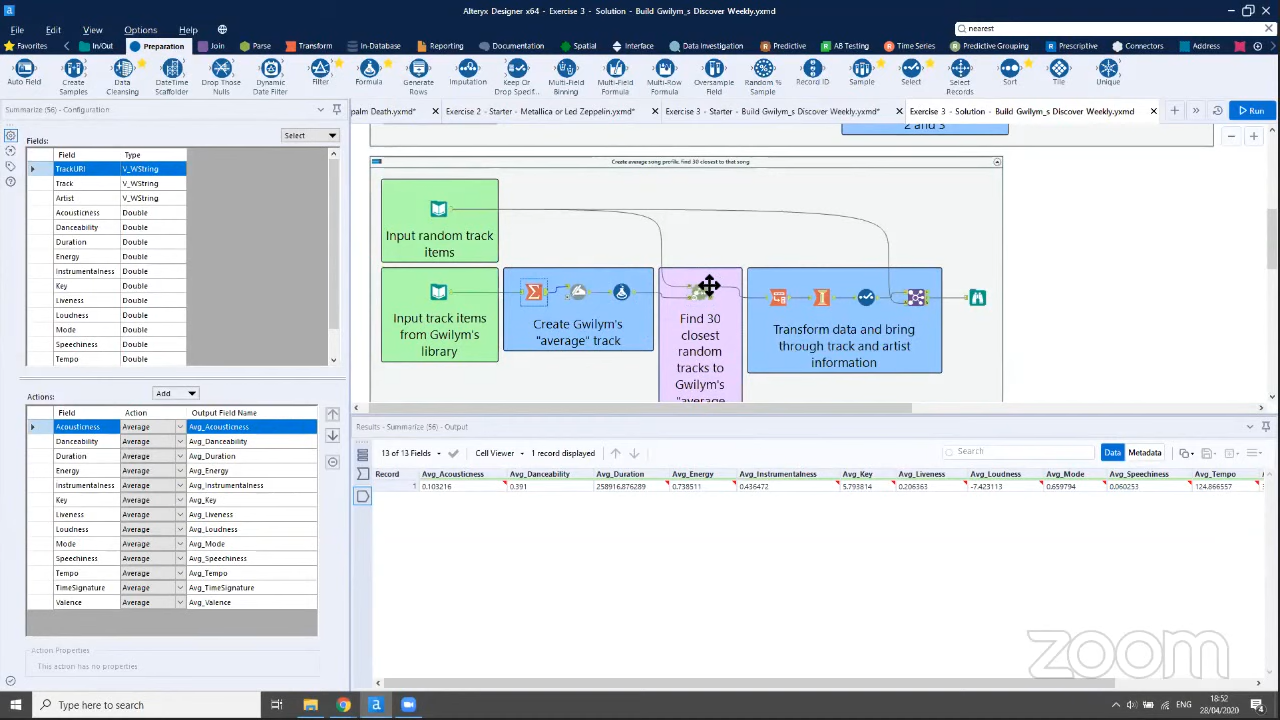 Alteryx Designer x64 - Exercise 3 - Solution - Build Gwilym_s Discover Weekly.yxmd
File Edit View Options Help
nearest
Favorites In/Out Preparation Join Parse Transform In-Database Reporting Documentation Spatial Interface Data Investigation Predictive AB Testing Time Series Predictive Grouping Prescriptive Connectors Address
Auto Field Create Samples Data Cleansing DateTime Scaffolder Drop Those Nulls Dynamic Filter Formula Generate Rows Imputation Keep Or Drop Specif... Multi-Field Binning Multi-Field Formula Multi-Row Formula Oversample Field Random % Sample Record ID Sample Select Select Records Sort Tile Unique
Summarize (56) - Configuration
palm Death.yxmd* Exercise 2 - Starter - Metallica or Led Zeppelin.yxmd* Exercise 3 - Starter - Build Gwilym_s Discover Weekly.yxmd* Exercise 3 - Solution - Build Gwilym_s Discover Weekly.yxmd
Run
Fields:
Select
Field Type
TrackURI V_WString
Track V_WString
Artist V_WString
Acousticness Double
Danceability Double
Duration Double
Energy Double
Instrumentalness Double
Key Double
Liveness Double
Loudness Double
Mode Double
Speechiness Double
Tempo Double
Actions:
Add
Field Action Output Field Name
Acousticness Average Avg_Acousticness
Danceability Average Avg_Danceability
Duration Average Avg_Duration
Energy Average Avg_Energy
Instrumentalness Average Avg_Instrumentalness
Key Average Avg_Key
Liveness Average Avg_Liveness
Loudness Average Avg_Loudness
Mode Average Avg_Mode
Speechiness Average Avg_Speechiness
Tempo Average Avg_Tempo
TimeSignature Average Avg_TimeSignature
Valence Average Avg_Valence
Action Properties
This action has no properties
2 and 3
Create average song profile, find 30 closest to that song
Input random track
items
Input track items
from Gwilym's
library
Create Gwilym's
"average" track
Find 30
closest
random
tracks to
Gwilym's
"average
Transform data and bring
through track and artist
information
Results - Summarize (56) - Output
13 of 13 Fields Cell Viewer 1 record displayed
Search
Data Metadata
Record Avg_Acousticness Avg_Danceability Avg_Duration Avg_Energy Avg_Instrumentalness Avg_Key Avg_Liveness Avg_Loudness Avg_Mode Avg_Speechiness Avg_Tempo
1 0.103216 0.391 258916.876289 0.738511 0.436472 5.793814 0.206363 -7.423113 0.659794 0.060253 124.866557
zoom
Type here to search
ENG
18:52
28/04/2020
4